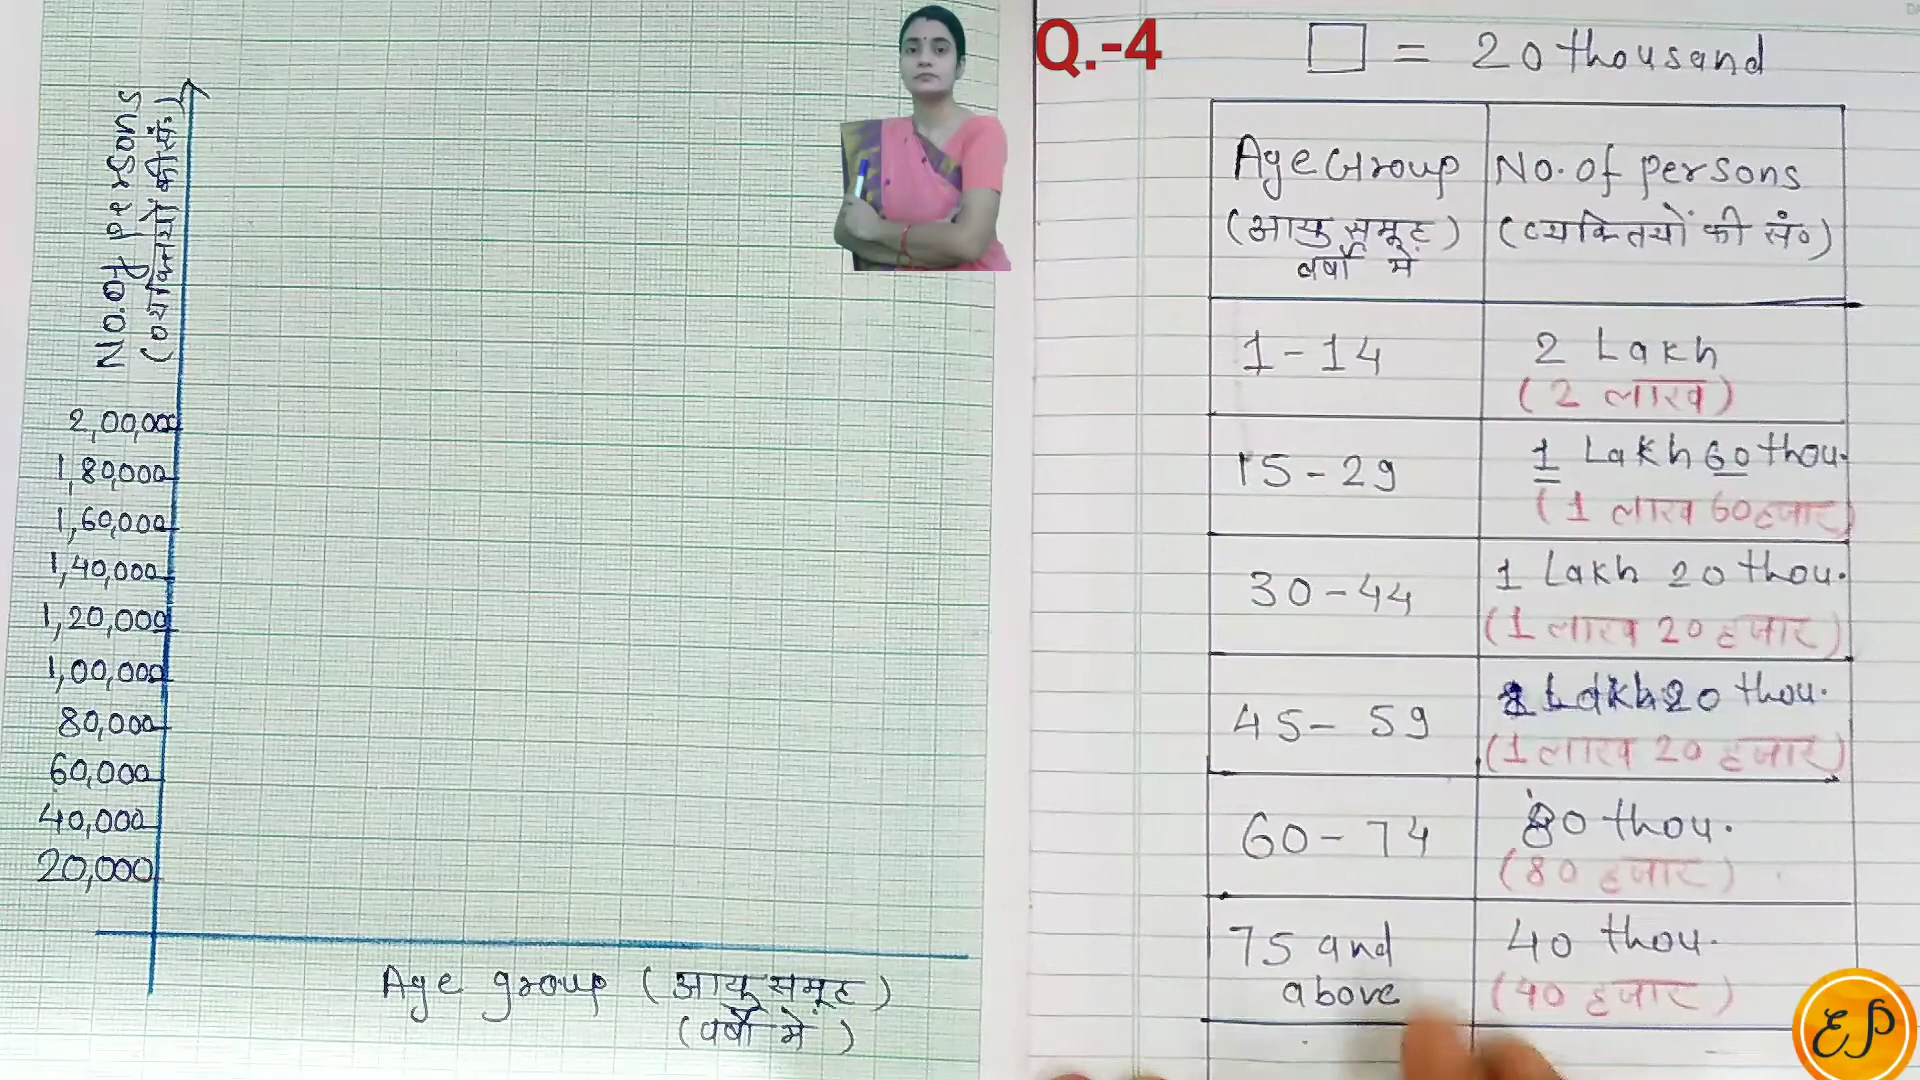 No. of persons
(व्यक्तियों की सं०)
2,00,000
1,80,000
1,60,000
1,40,000
1,20,000
1,00,000
80,000
60,000
40,000
20,000
Age group (आयु समूह)
(वर्षों में)
Q.-4
= 20 thousand
Age Group
(आयु समूह)
वर्षों में
No. of persons
(व्यक्तियों की सं०)
1-14
2 Lakh
(2 लाख)
15-29
1 Lakh 60 thou.
(1 लाख 60 हजार)
30-44
1 Lakh 20 thou.
(1 लाख 20 हजार)
45-59
1 Lakh 20 thou.
(1 लाख 20 हजार)
60-74
80 thou.
(80 हजार)
75 and
above
40 thou.
(40 हजार)
EP